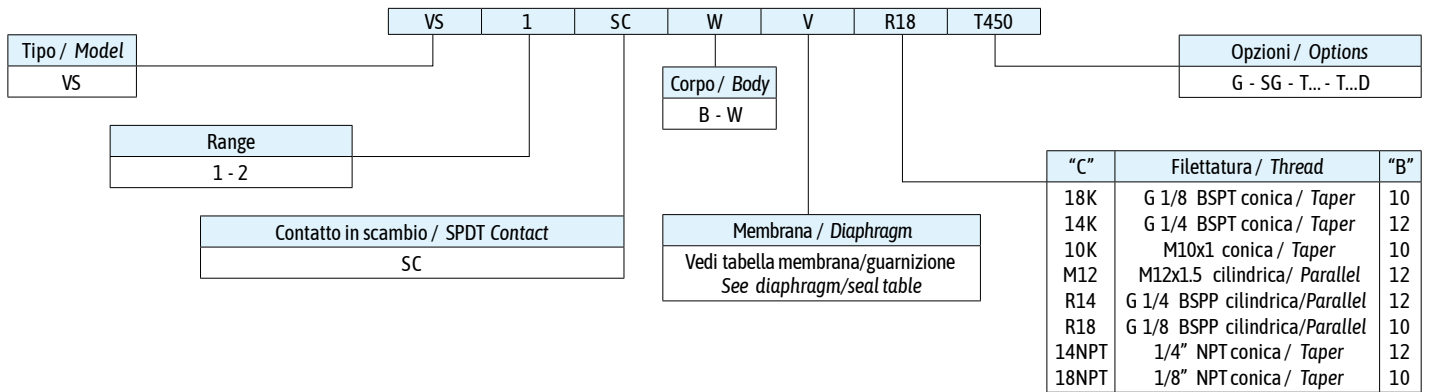 VS 1 SC W V R18 T450
Tipo / Model
VS
Opzioni / Options
G - SG - T... - T...D
Corpo / Body
B - W
Range
1 - 2
"C" Filettatura / Thread "B"
18K G 1/8 BSPT conica / Taper 10
14K G 1/4 BSPT conica / Taper 12
10K M10x1 conica / Taper 10
M12 M12x1.5 cilindrica / Parallel 12
R14 G 1/4 BSPP cilindrica/Parallel 12
R18 G 1/8 BSPP cilindrica/Parallel 10
14NPT 1/4” NPT conica / Taper 12
18NPT 1/8” NPT conica / Taper 10
Contatto in scambio / SPDT Contact
SC
Membrana / Diaphragm
Vedi tabella membrana/guarnizione
See diaphragm/seal table